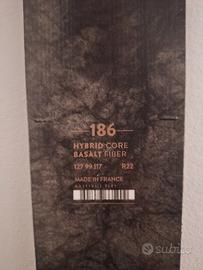 186
HYBRID CORE
BASALT FIBER
127 99 117 R22
MADE IN FRANCE
subito